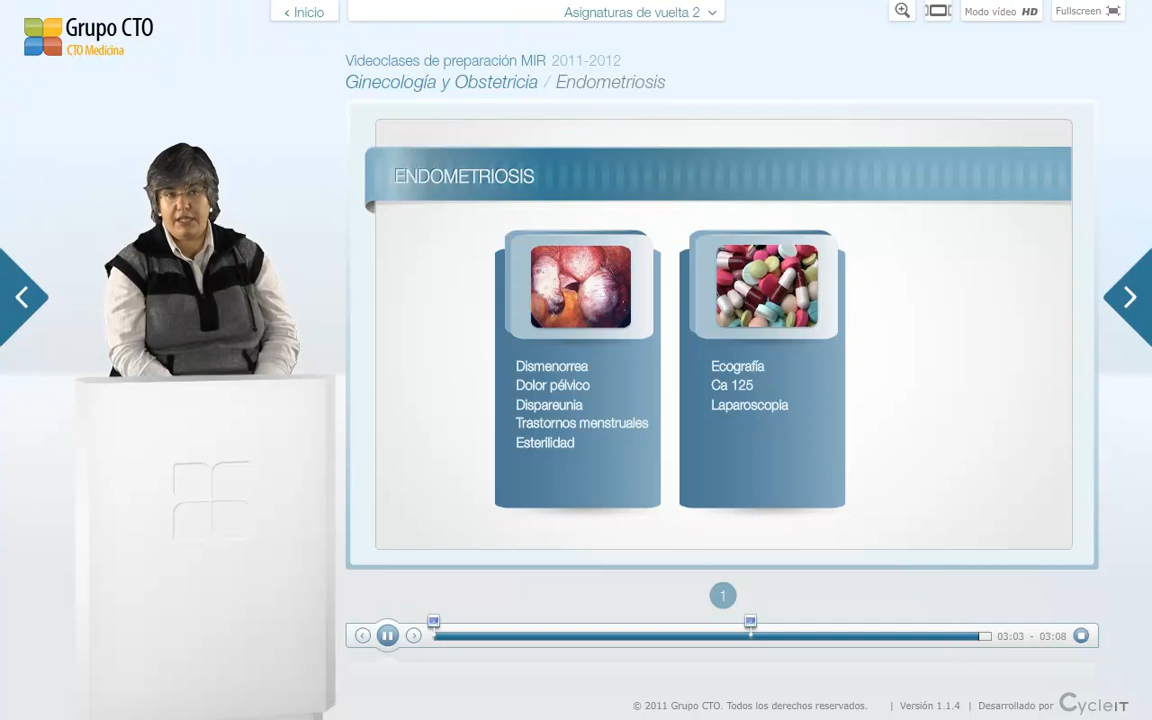 Grupo CTO
CTO Medicina
‹ Inicio
Asignaturas de vuelta 2
Modo vídeo HD
Fullscreen
Videoclases de preparación MIR 2011-2012
Ginecología y Obstetricia / Endometriosis
ENDOMETRIOSIS
Dismenorrea
Dolor pélvico
Dispareunia
Trastornos menstruales
Esterilidad
Ecografía
Ca 125
Laparoscopia
1
03:03 - 03:08
© 2011 Grupo CTO. Todos los derechos reservados. | Versión 1.1.4 | Desarrollado por CycleIT